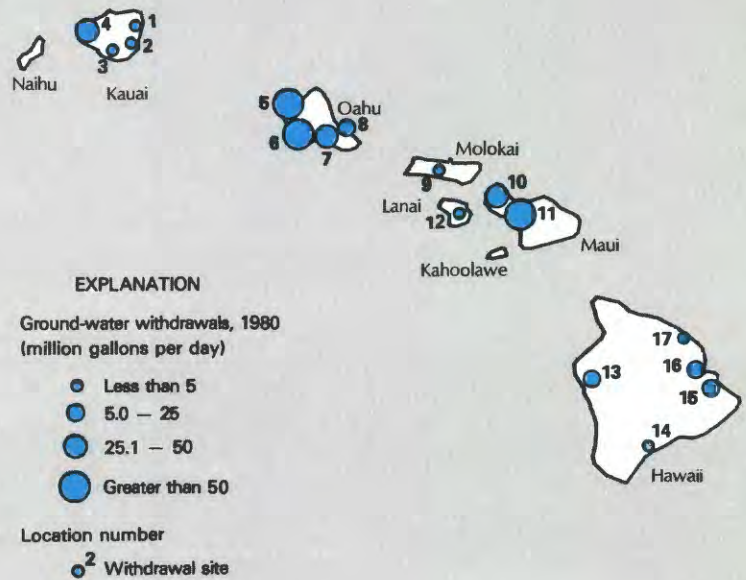 4
1
2
3
Naihu
Kauai
5
Oahu
6
7
8
Molokai
9
10
Lanai
12
11
Maui
Kahoolawe
EXPLANATION
Ground-water withdrawals, 1980
(million gallons per day)
Less than 5
5.0 — 25
25.1 — 50
Greater than 50
Location number
2 Withdrawal site
17
16
13
15
14
Hawaii